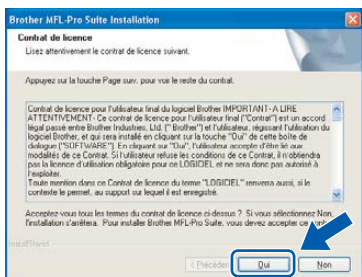 Brother MFL-Pro Suite Installation
Contrat de licence
Lisez attentivement le contrat de licence suivant.
Appuyez sur la touche Page suiv. pour voir le reste du contrat.
Contrat de licence pour l'utilisateur final du logiciel Brother IMPORTANT- A LIRE
ATTENTIVEMENT- Ce contrat de licence pour l'utilisateur final ("Contrat") est un accord
légal passé entre Brother Industries, Ltd. ("Brother") et l'utilisateur, régissant l'utilisation du
logiciel Brother, et qui sera installé en cliquant sur la touche "Oui" de cette boîte de
dialogue ("SOFTWARE"). En cliquant sur "Oui", l'utilisateur accepte d'être lié aux
modalités de ce Contrat. Si l'utilisateur refuse les conditions de ce Contrat, il n'obtiendra
pas la licence d'utilisation obligatoire pour ce LOGICIEL et ne sera donc pas autorisé à
l'exploiter.
Toute mention dans ce Contrat de licence du terme "LOGICIEL" renverra aussi, si le
contexte le permet, au support sur lequel il est enregistré.
Acceptez-vous tous les termes du contrat de licence ci-dessus ? Si vous sélectionnez Non,
l'installation s'arrêtera. Pour installer Brother MFL-Pro Suite, vous devez accepter ce
InstallShield
< Précédent Oui Non